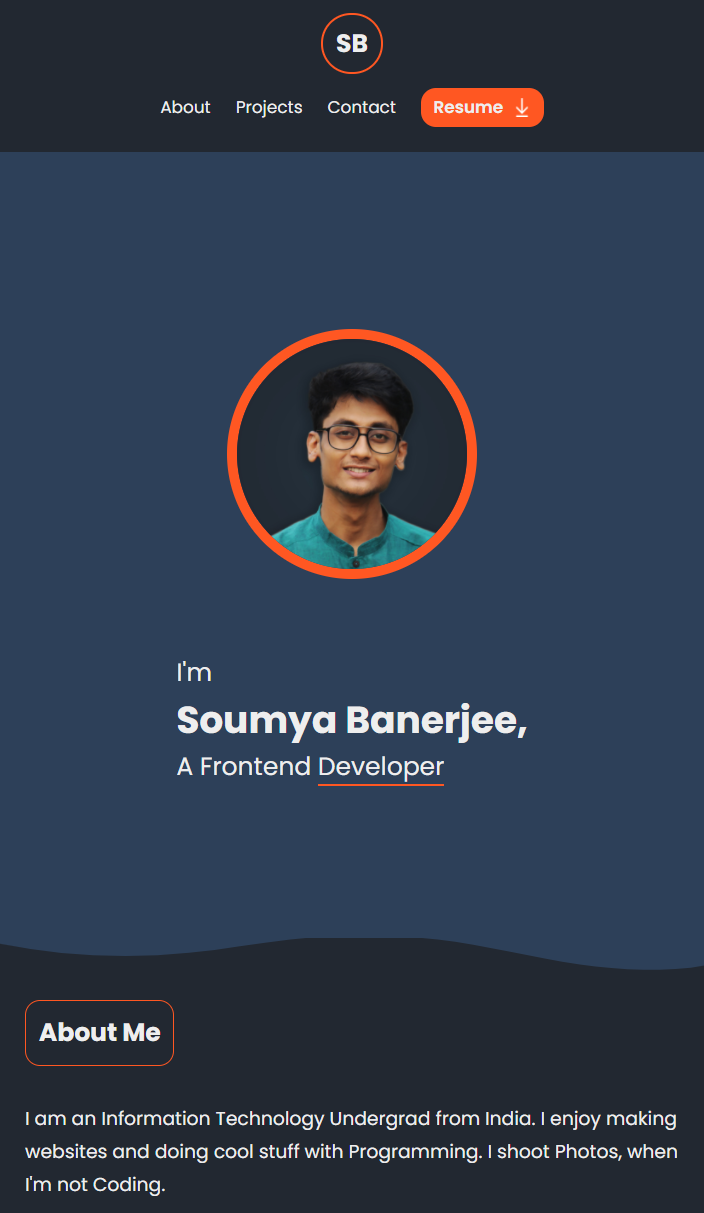 SB
About Projects Contact Resume
I'm
Soumya Banerjee,
A Frontend Developer
About Me
I am an Information Technology Undergrad from India. I enjoy making
websites and doing cool stuff with Programming. I shoot Photos, when
I'm not Coding.